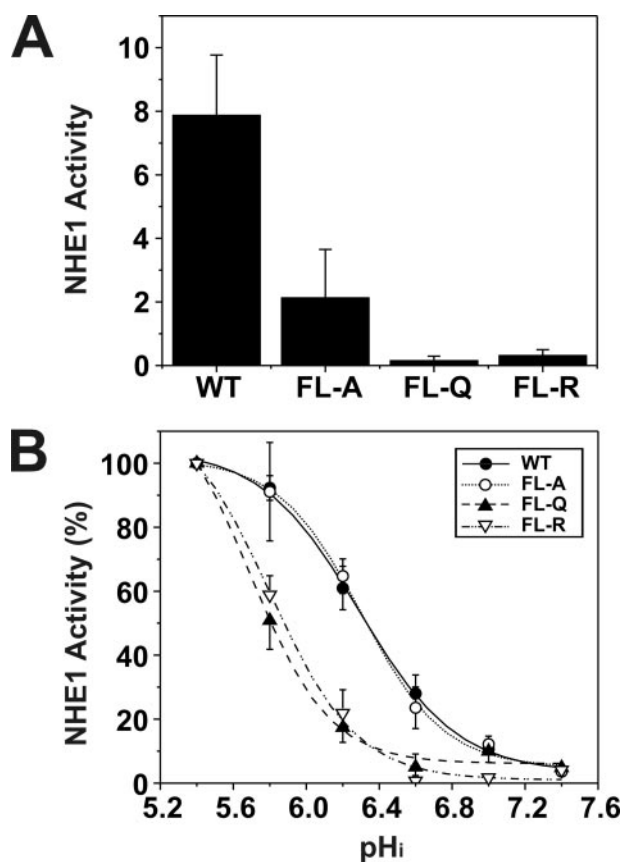 A
NHE1 Activity
10
8
6
4
2
0
WT FL-A FL-Q FL-R
B
NHE1 Activity (%)
100
80
60
40
20
0
WT
FL-A
FL-Q
FL-R
5.2 5.6 6.0 6.4 6.8 7.2 7.6
pHi